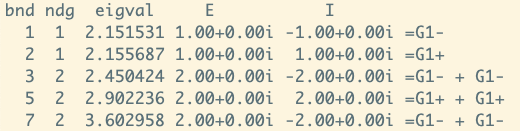 bnd ndg eigval E I
1 1 2.151531 1.00+0.00i -1.00+0.00i =G1-
2 1 2.155687 1.00+0.00i 1.00+0.00i =G1+
3 2 2.450424 2.00+0.00i -2.00+0.00i =G1- + G1-
5 2 2.902236 2.00+0.00i 2.00+0.00i =G1+ + G1+
7 2 3.602958 2.00+0.00i -2.00+0.00i =G1- + G1-